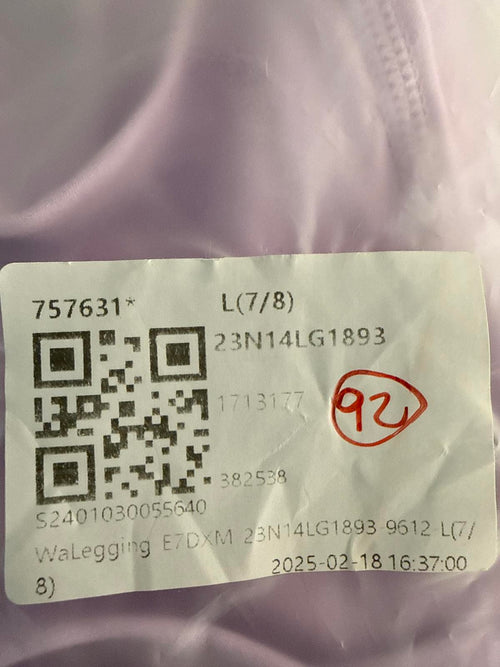 757631* L(7/8)
23N14LG1893
1713177
92
382538
S2401030055640
WaLegging E7DXM 23N14LG1893-9612-L(7/
8) 2025-02-18 16:37:00